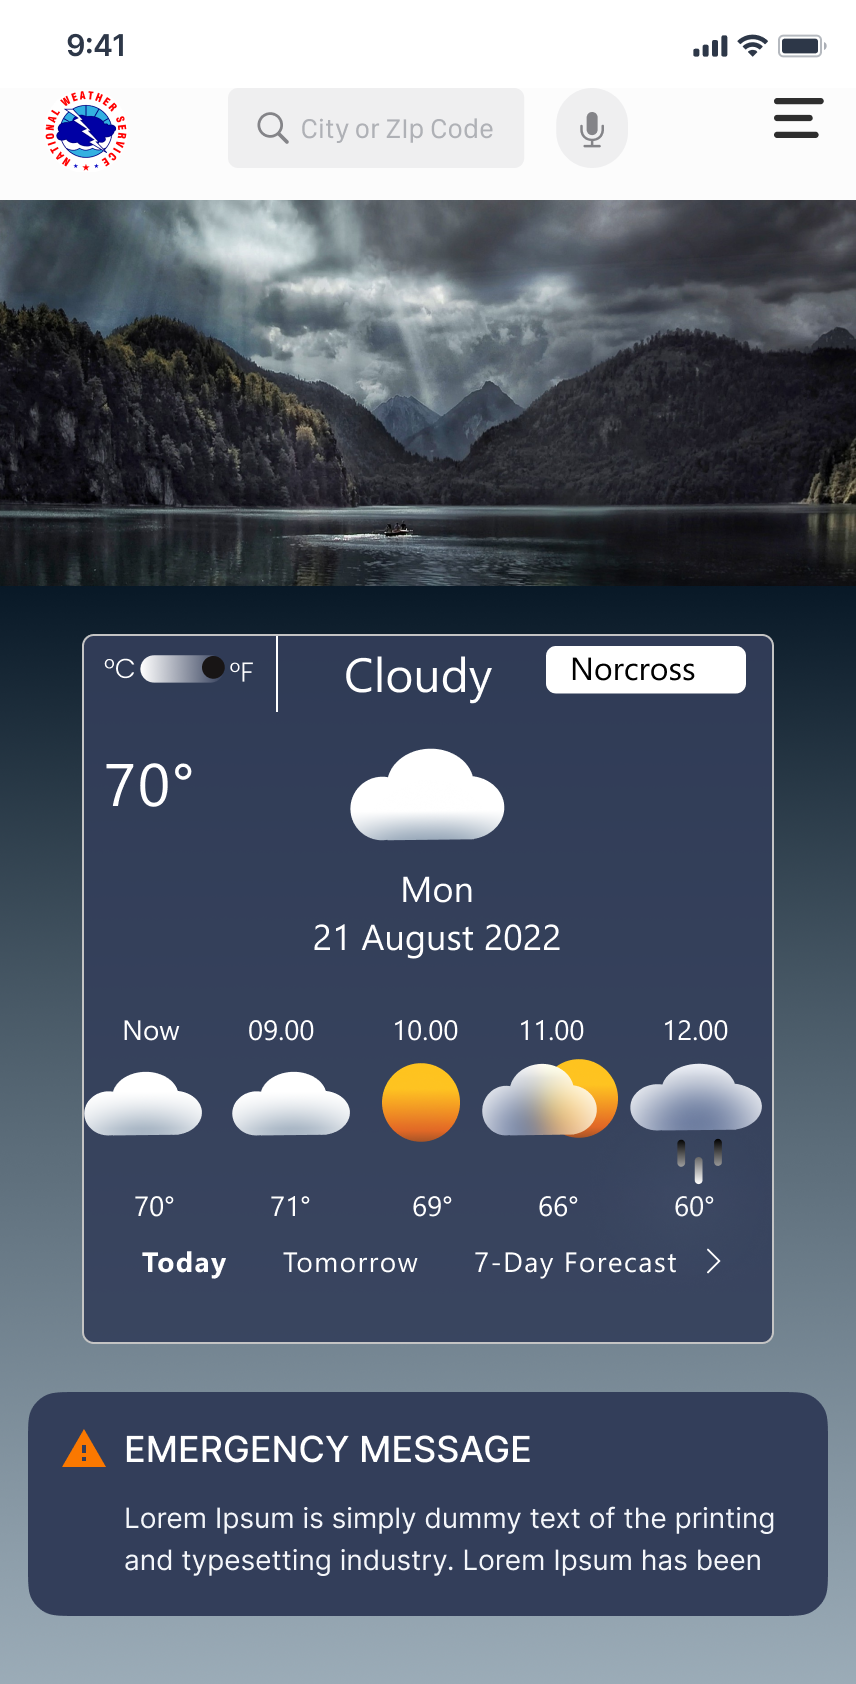 9:41
NATIONAL WEATHER SERVICE
City or ZIp Code
°C
°F
Cloudy
Norcross
70°
Mon
21 August 2022
Now 09.00 10.00 11.00 12.00
70° 71° 69° 66° 60°
Today Tomorrow 7-Day Forecast
EMERGENCY MESSAGE
Lorem Ipsum is simply dummy text of the printing
and typesetting industry. Lorem Ipsum has been